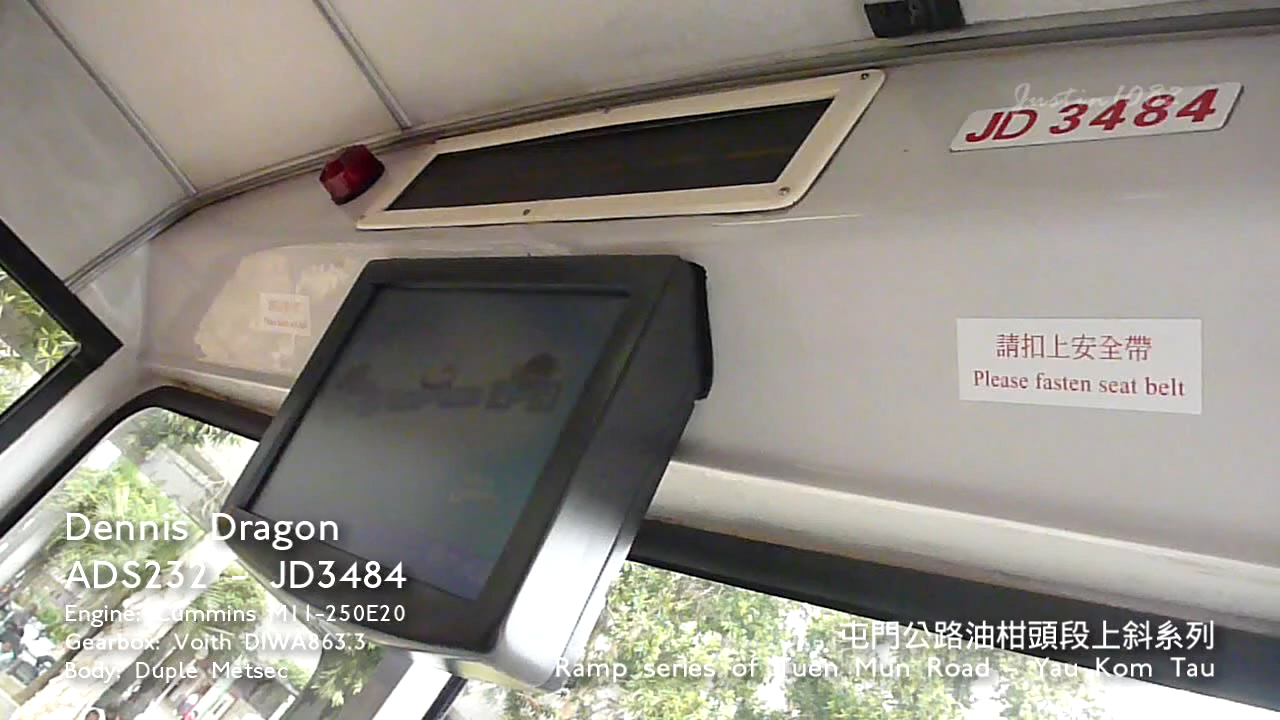 Justin1083
JD 3484
請扣上安全帶
Please fasten seat belt
Dennis Dragon
ADS232 - JD3484
Engine: Cummins M11-250E20
Gearbox: Voith DIWA863.3
Body: Duple Metsec
屯門公路油柑頭段上斜系列
Ramp series of Tuen Mun Road - Yau Kom Tau